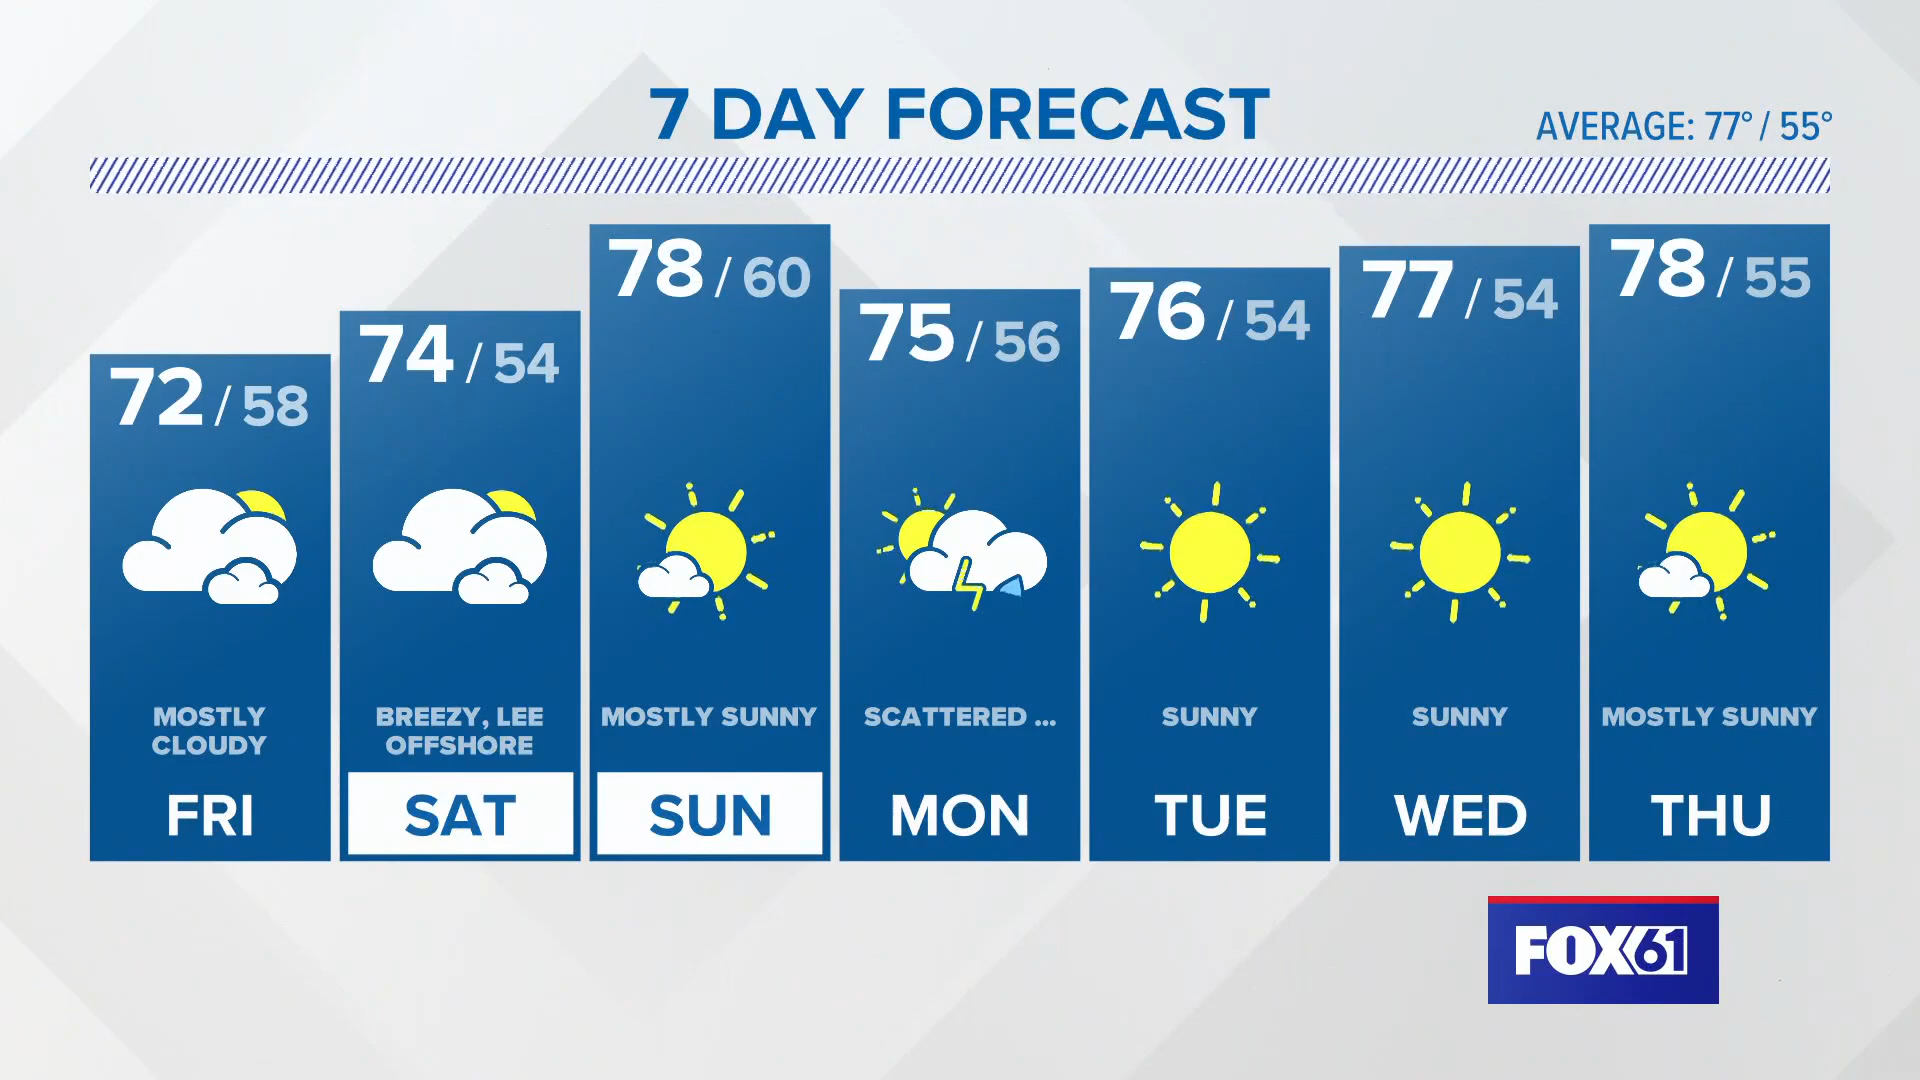 7 DAY FORECAST
AVERAGE: 77° / 55°
72 / 58
74 / 54
78 / 60
75 / 56
76 / 54
77 / 54
78 / 55
MOSTLY
CLOUDY
BREEZY, LEE
OFFSHORE
MOSTLY SUNNY
SCATTERED ...
SUNNY
SUNNY
MOSTLY SUNNY
FRI
SAT
SUN
MON
TUE
WED
THU
FOX61